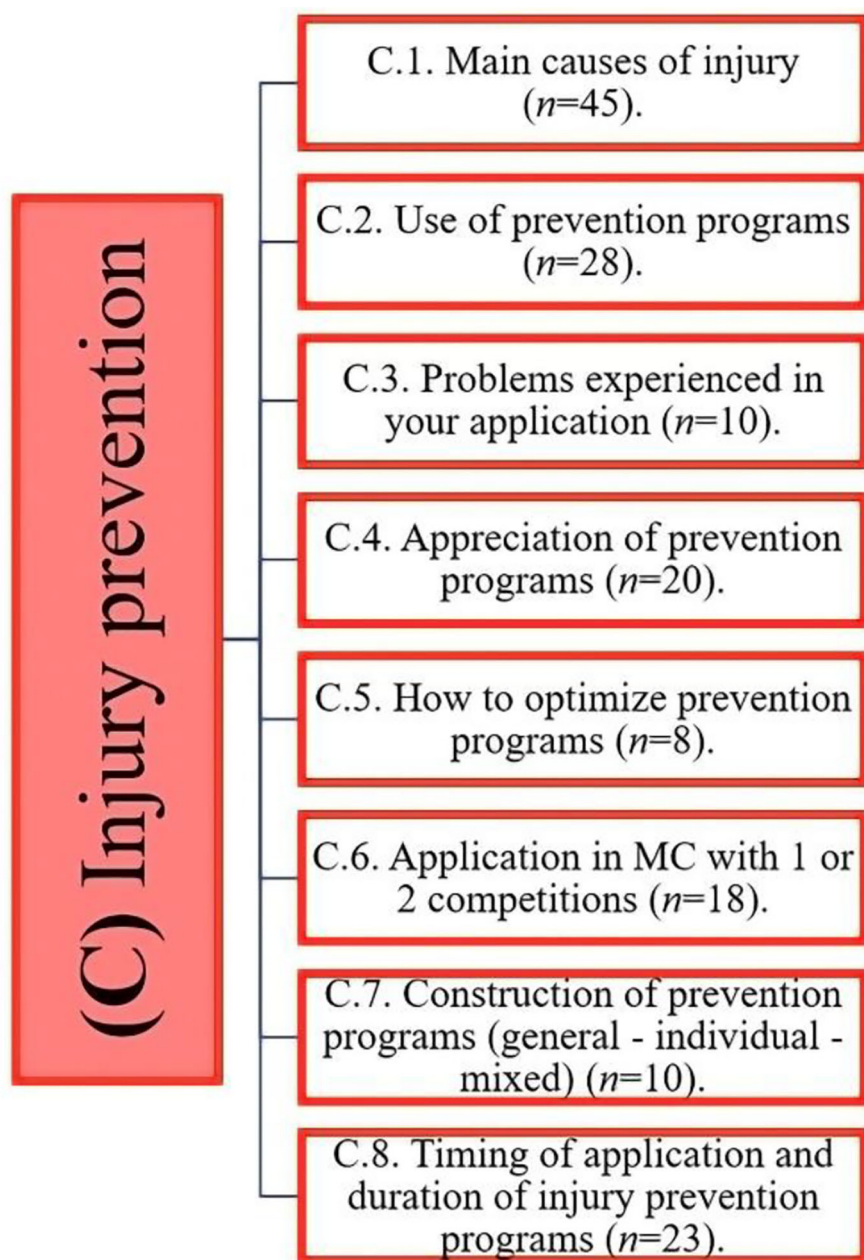 (C) Injury prevention
C.1. Main causes of injury
(n=45).
C.2. Use of prevention programs
(n=28).
C.3. Problems experienced in
your application (n=10).
C.4. Appreciation of prevention
programs (n=20).
C.5. How to optimize prevention
programs (n=8).
C.6. Application in MC with 1 or
2 competitions (n=18).
C.7. Construction of prevention
programs (general - individual -
mixed) (n=10).
C.8. Timing of application and
duration of injury prevention
programs (n=23).